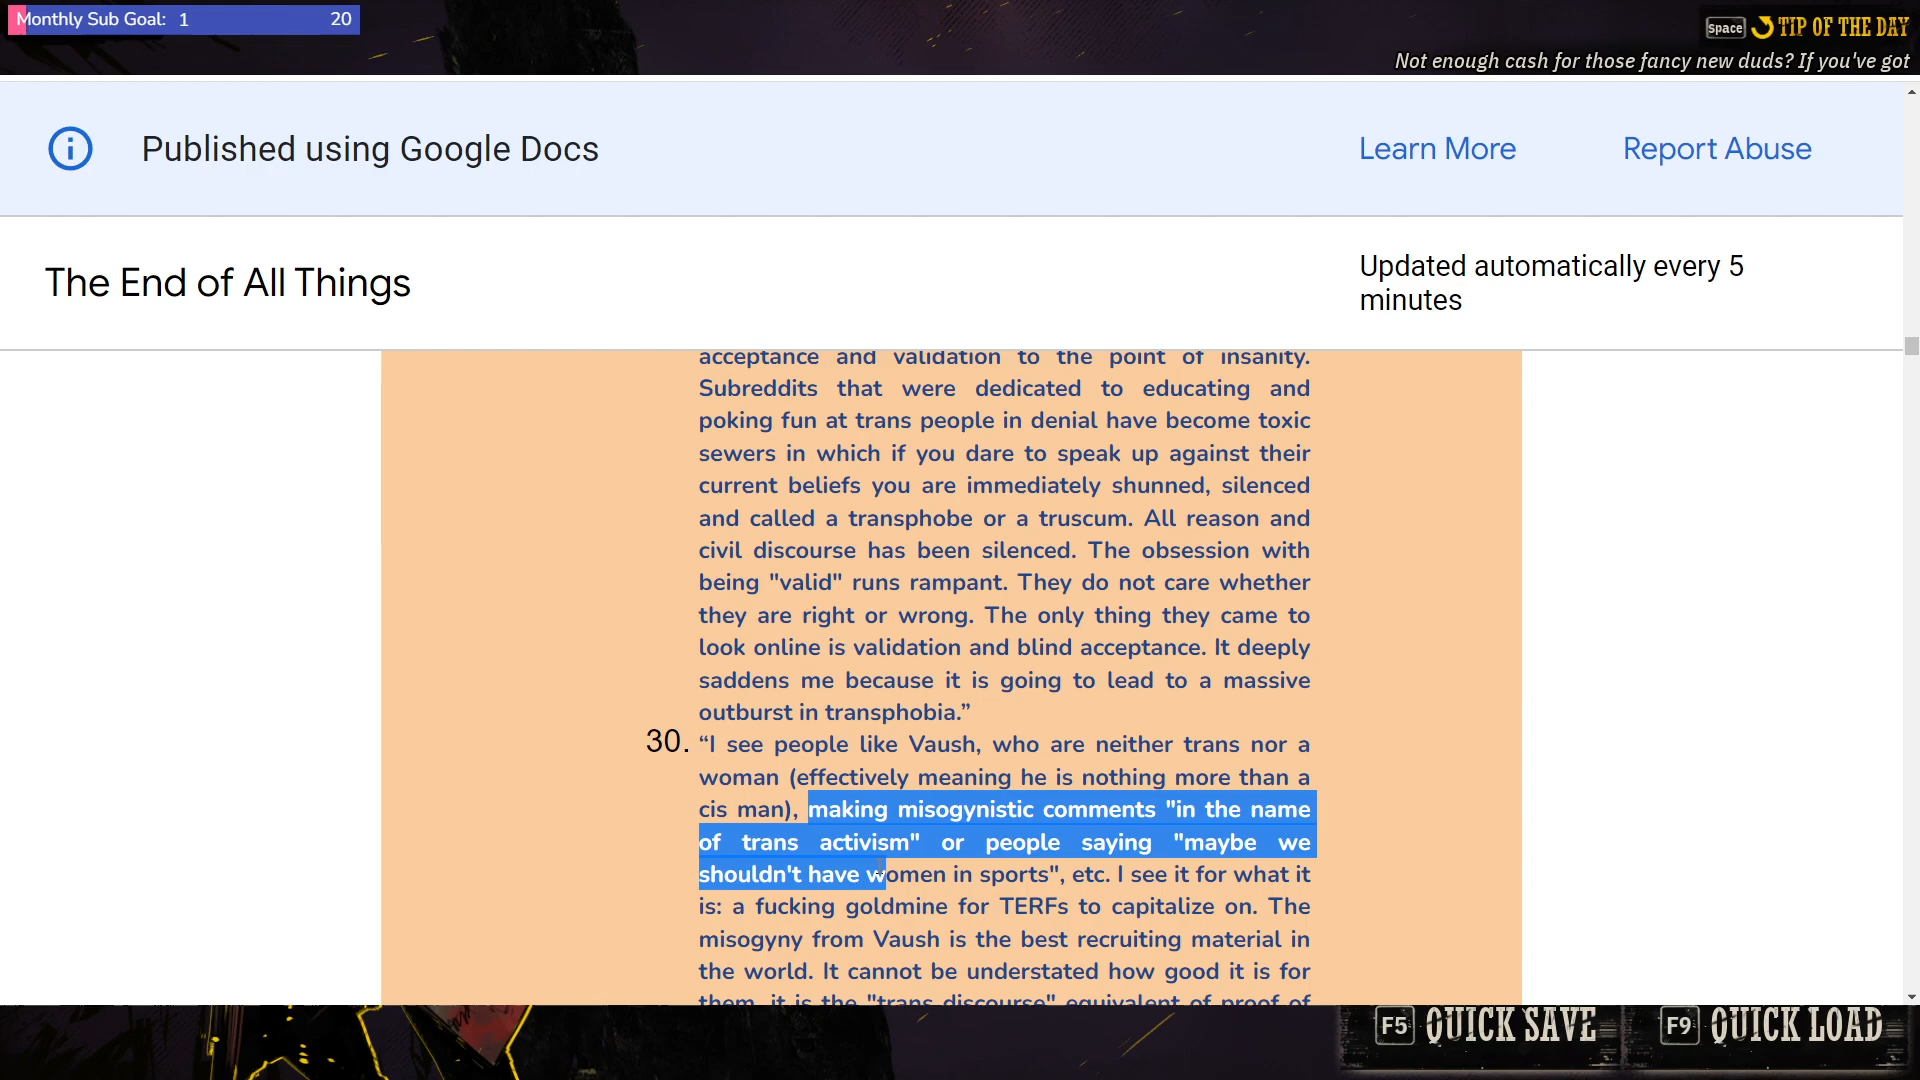 Monthly Sub Goal: 1 20
Space TIP OF THE DAY
Not enough cash for those fancy new duds? If you've got
Published using Google Docs
Learn More
Report Abuse
The End of All Things
Updated automatically every 5
minutes
acceptance and validation to the point of insanity.
Subreddits that were dedicated to educating and
poking fun at trans people in denial have become toxic
sewers in which if you dare to speak up against their
current beliefs you are immediately shunned, silenced
and called a transphobe or a truscum. All reason and
civil discourse has been silenced. The obsession with
being "valid" runs rampant. They do not care whether
they are right or wrong. The only thing they came to
look online is validation and blind acceptance. It deeply
saddens me because it is going to lead to a massive
outburst in transphobia.”
30. “I see people like Vaush, who are neither trans nor a
woman (effectively meaning he is nothing more than a
cis man), making misogynistic comments "in the name
of trans activism" or people saying "maybe we
shouldn't have women in sports", etc. I see it for what it
is: a fucking goldmine for TERFs to capitalize on. The
misogyny from Vaush is the best recruiting material in
the world. It cannot be understated how good it is for
them, it is the "trans discourse" equivalent of proof of
F5 QUICK SAVE
F9 QUICK LOAD